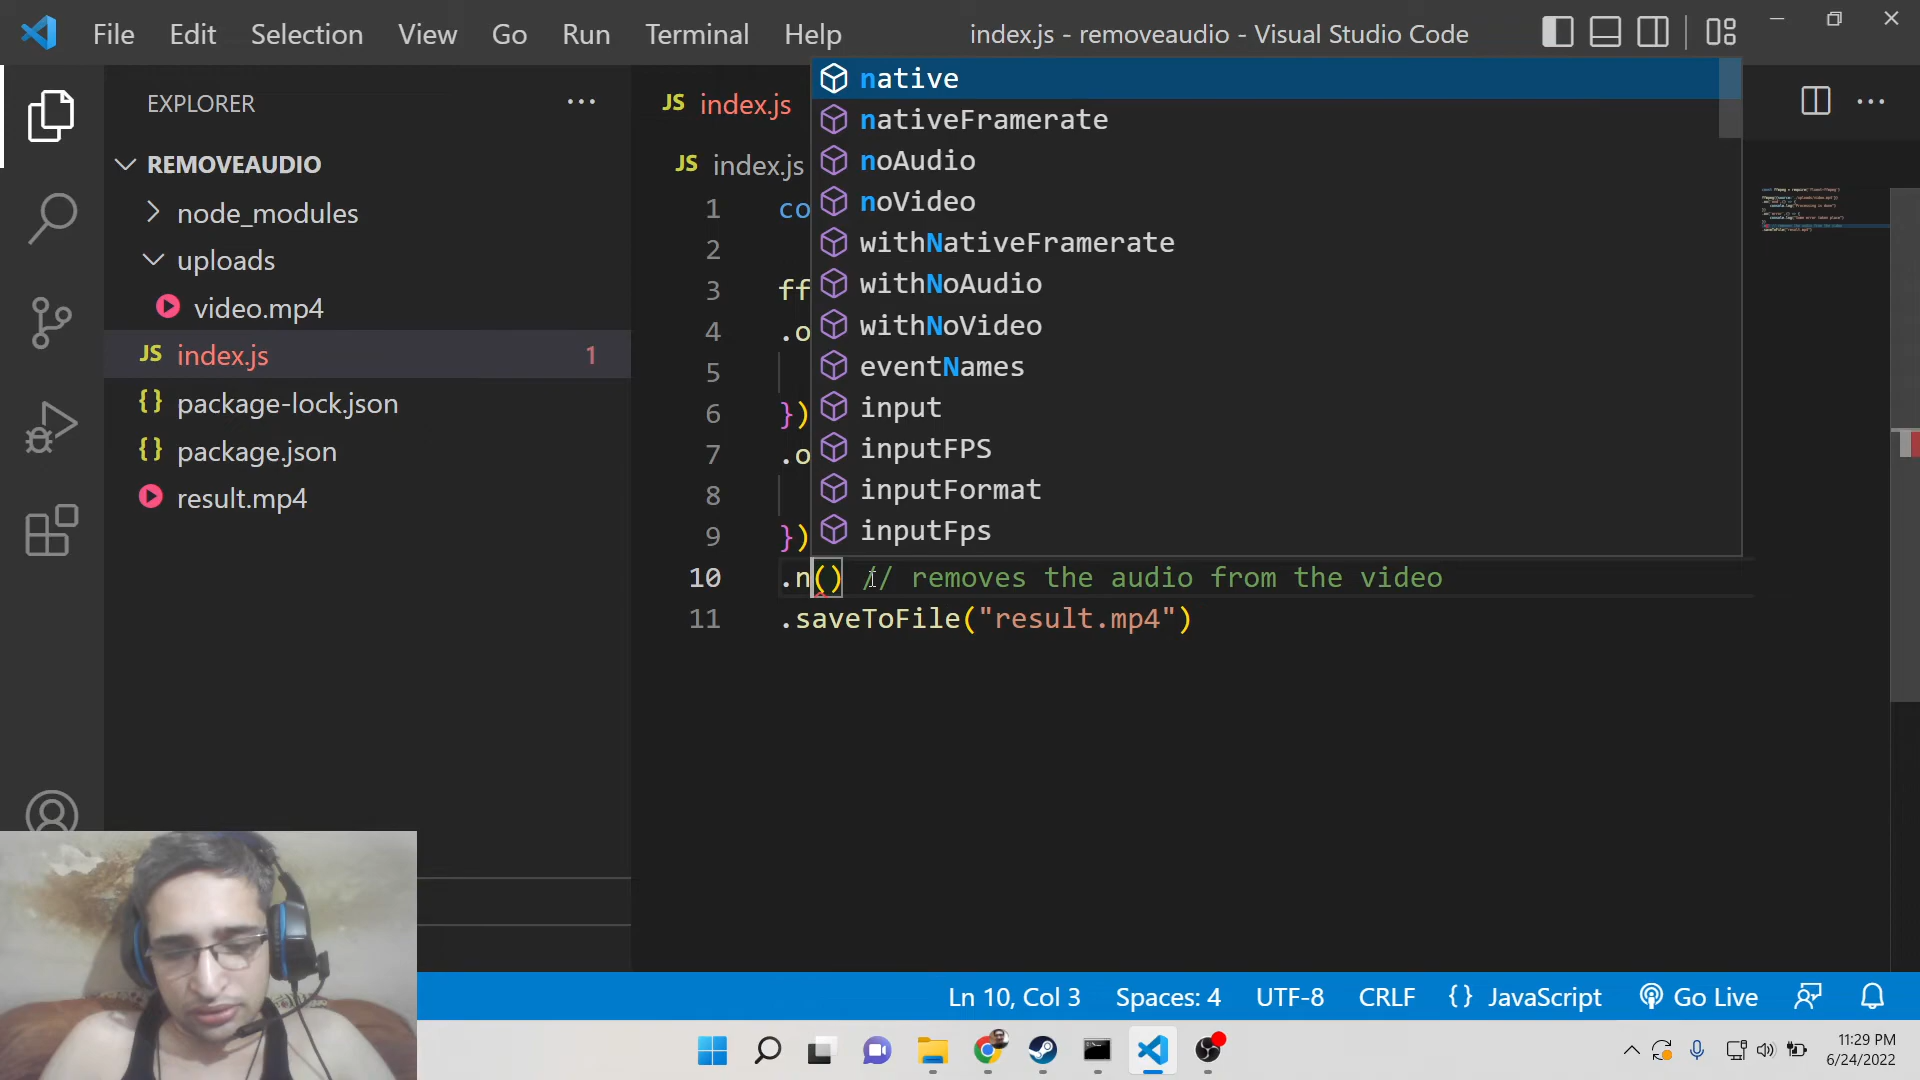 File Edit Selection View Go Run Terminal Help
index.js - removeaudio - Visual Studio Code
EXPLORER
REMOVEAUDIO
node_modules
uploads
video.mp4
JS index.js 1
{} package-lock.json
{} package.json
result.mp4
JS index.js
JS index.js
native
nativeFramerate
noAudio
noVideo
withNativeFramerate
withNoAudio
withNoVideo
eventNames
input
inputFPS
inputFormat
inputFps
1 co
2
3 ff
4 .o
5
6 })
7 .o
8
9 })
10 .n() // removes the audio from the video
11 .saveToFile("result.mp4")
Ln 10, Col 3 Spaces: 4 UTF-8 CRLF {} JavaScript Go Live
11:29 PM
6/24/2022